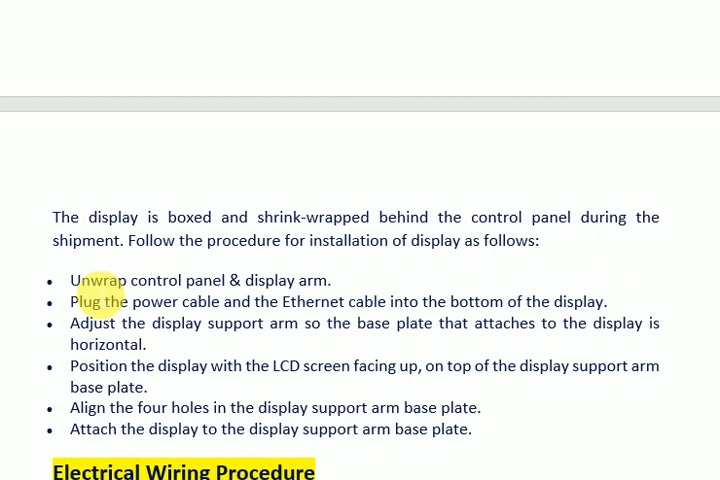 The display is boxed and shrink-wrapped behind the control panel during the
shipment. Follow the procedure for installation of display as follows:
• Unwrap control panel & display arm.
• Plug the power cable and the Ethernet cable into the bottom of the display.
• Adjust the display support arm so the base plate that attaches to the display is
horizontal.
• Position the display with the LCD screen facing up, on top of the display support arm
base plate.
• Align the four holes in the display support arm base plate.
• Attach the display to the display support arm base plate.
Electrical Wiring Procedure